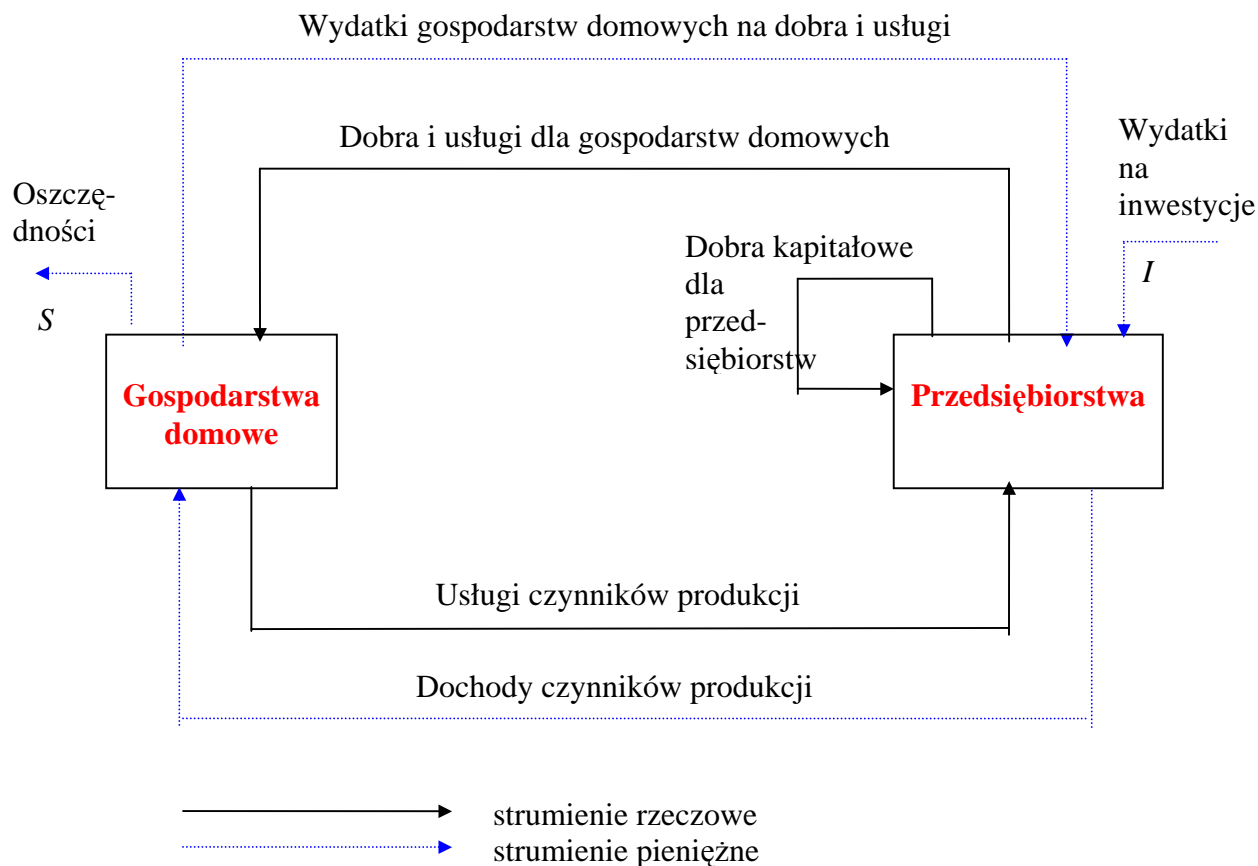 Wydatki gospodarstw domowych na dobra i usługi
Dobra i usługi dla gospodarstw domowych
Wydatki
na
inwestycje
Oszczę-
dności
Dobra kapitałowe
dla
przed-
siębiorstw
I
S
Gospodarstwa
domowe
Przedsiębiorstwa
Usługi czynników produkcji
Dochody czynników produkcji
strumienie rzeczowe
strumienie pieniężne